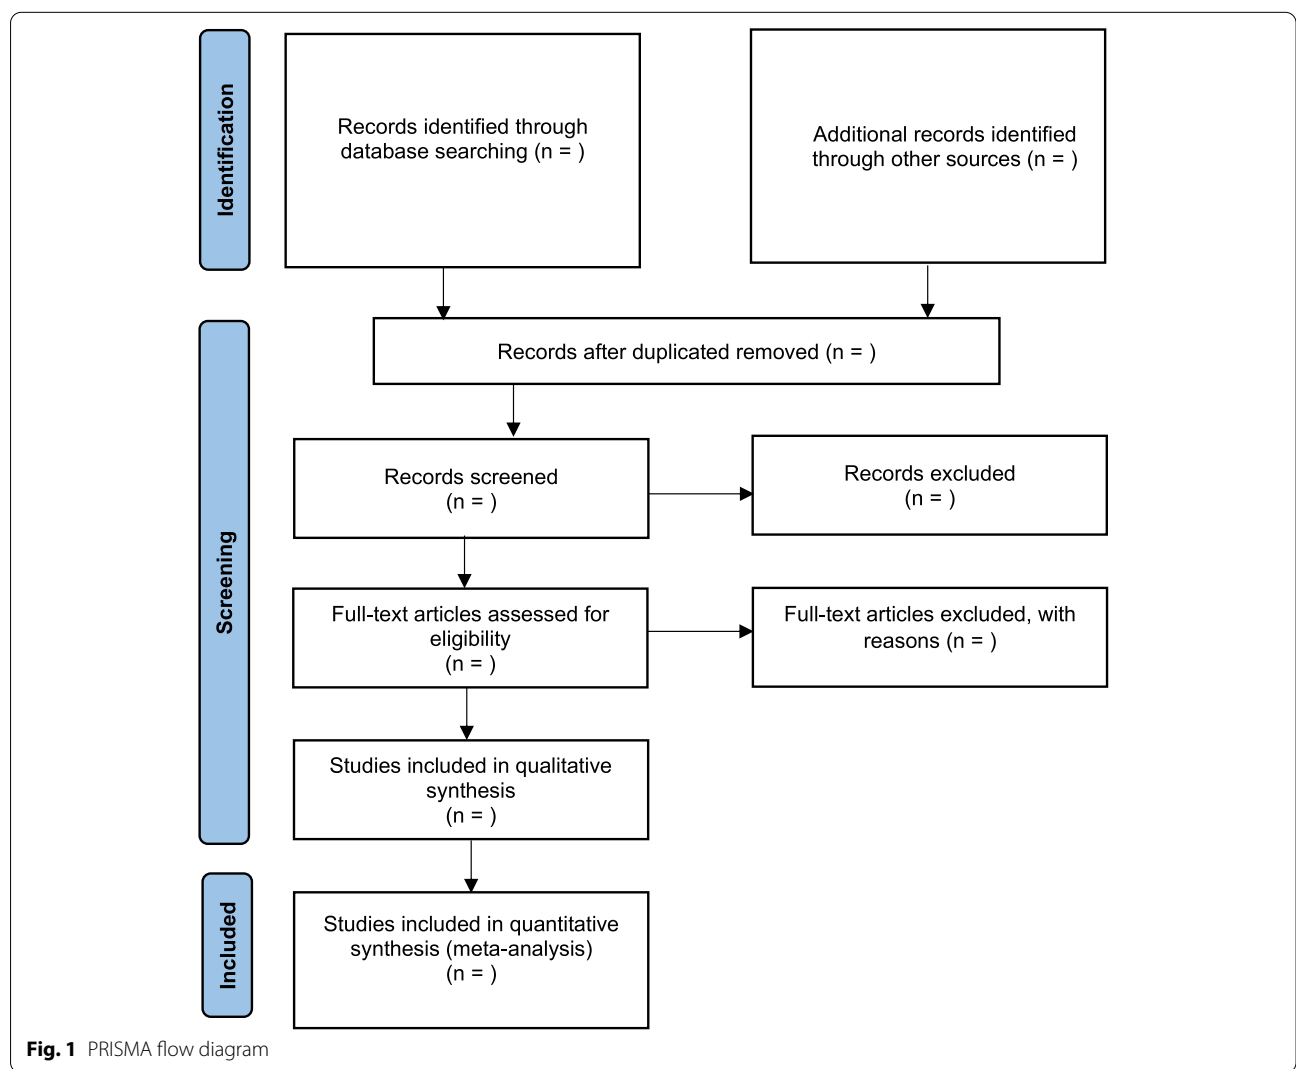 Identification
Records identified through
database searching (n = )
Additional records identified
through other sources (n = )
Screening
Records after duplicated removed (n = )
Records screened
(n = )
Records excluded
(n = )
Full-text articles assessed for
eligibility
(n = )
Full-text articles excluded, with
reasons (n = )
Studies included in qualitative
synthesis
(n = )
Included
Studies included in quantitative
synthesis (meta-analysis)
(n = )
Fig. 1 PRISMA flow diagram